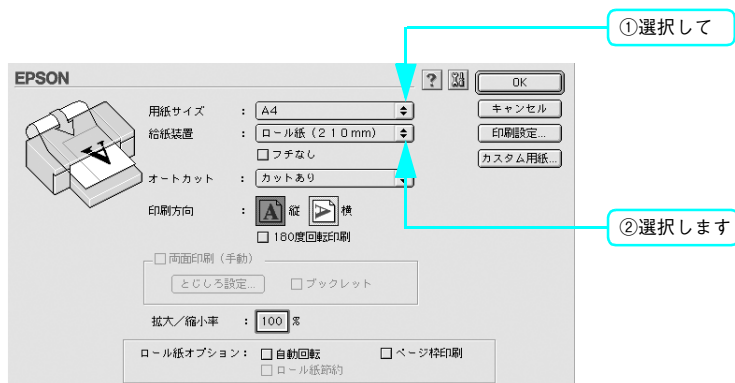 ①選択して
EPSON
? OK
用紙サイズ : A4 キャンセル
給紙装置 : ロール紙（２１０mm） 印刷設定...
フチなし カスタム用紙...
オートカット : カットあり
印刷方向 : A 縦 A 横
②選択します
180度回転印刷
両面印刷（手動）
とじしろ設定... ブックレット
拡大／縮小率 : 100 %
ロール紙オプション： 自動回転 ページ枠印刷
ロール紙節約